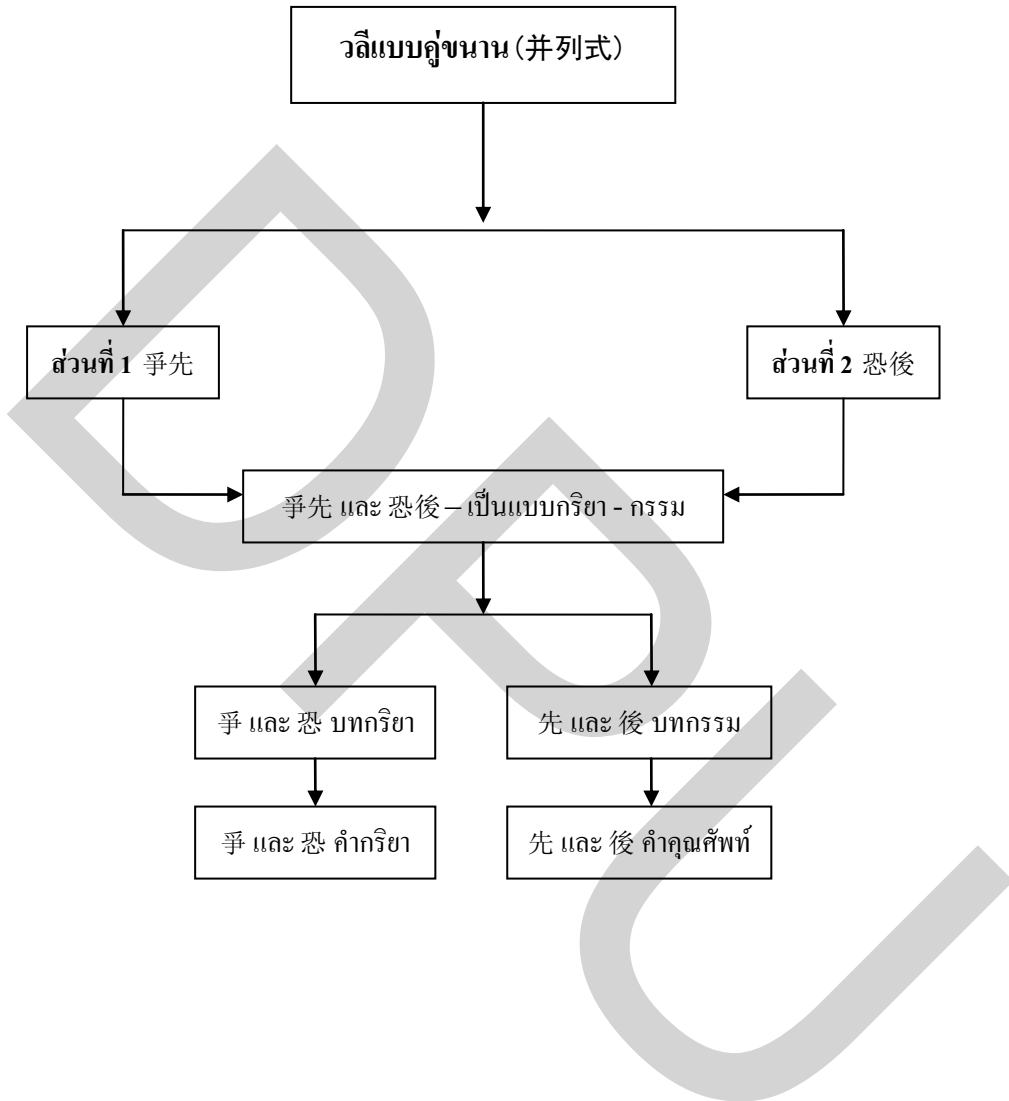 วลีแบบคู่ขนาน(并列式)
ส่วนที่ 1 爭先
ส่วนที่ 2 恐後
爭先 และ 恐後 – เป็นแบบกริยา - กรรม
爭 และ 恐 บทกริยา
先 และ 後 บทกรรม
爭 และ 恐 คำกริยา
先 และ 後 คำคุณศัพท์
DPU